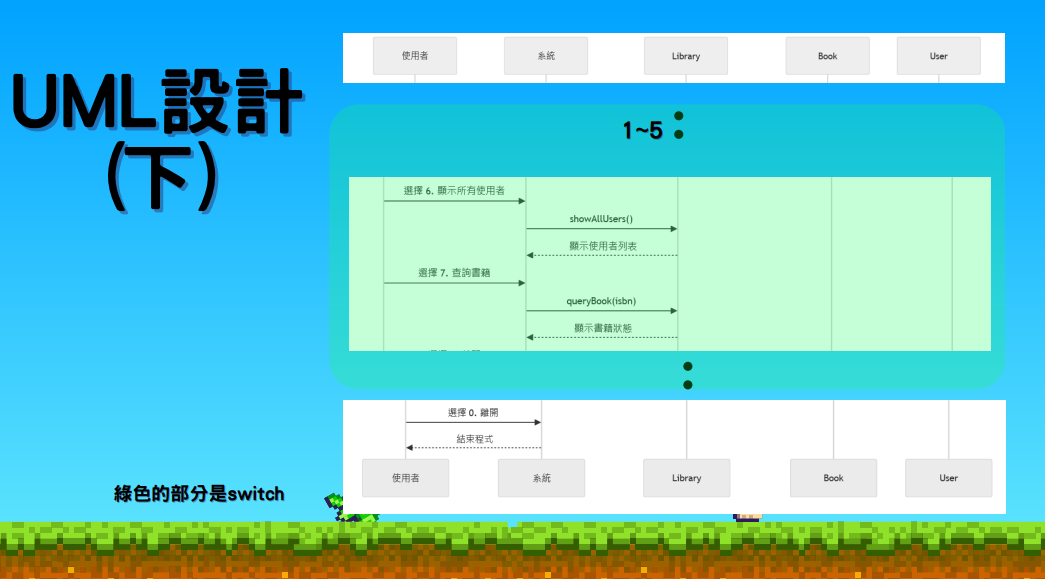 UML設計
(下)
使用者 系統 Library Book User
1~5
選擇 6. 顯示所有使用者
showAllUsers()
顯示使用者列表
選擇 7. 查詢書籍
queryBook(isbn)
顯示書籍狀態
選擇 0. 離開
結束程式
使用者 系統 Library Book User
綠色的部分是switch